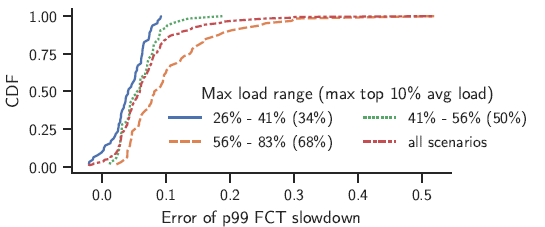 1.00
0.75
0.50
0.25
0.00
CDF
Max load range (max top 10% avg load)
26% - 41% (34%) 41% - 56% (50%)
56% - 83% (68%) all scenarios
0.0 0.1 0.2 0.3 0.4 0.5
Error of p99 FCT slowdown